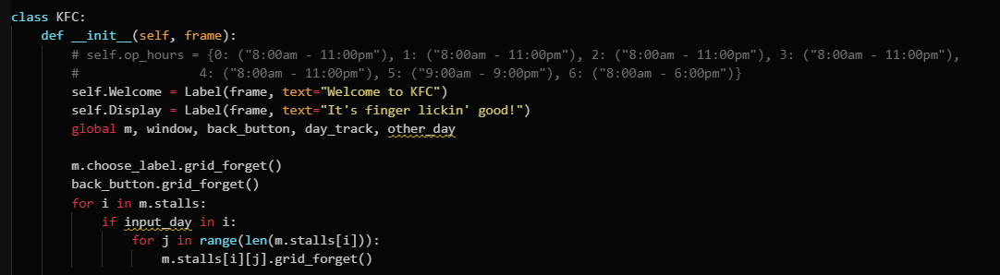 class KFC:
    def __init__(self, frame):
        # self.op_hours = {0: ("8:00am - 11:00pm"), 1: ("8:00am - 11:00pm"), 2: ("8:00am - 11:00pm"), 3: ("8:00am - 11:00pm"),
        #                4: ("8:00am - 11:00pm"), 5: ("9:00am - 9:00pm"), 6: ("8:00am - 6:00pm")}
        self.Welcome = Label(frame, text="Welcome to KFC")
        self.Display = Label(frame, text="It's finger lickin' good!")
        global m, window, back_button, day_track, other_day

        m.choose_label.grid_forget()
        back_button.grid_forget()
        for i in m.stalls:
            if input_day in i:
                for j in range(len(m.stalls[i])):
                    m.stalls[i][j].grid_forget()